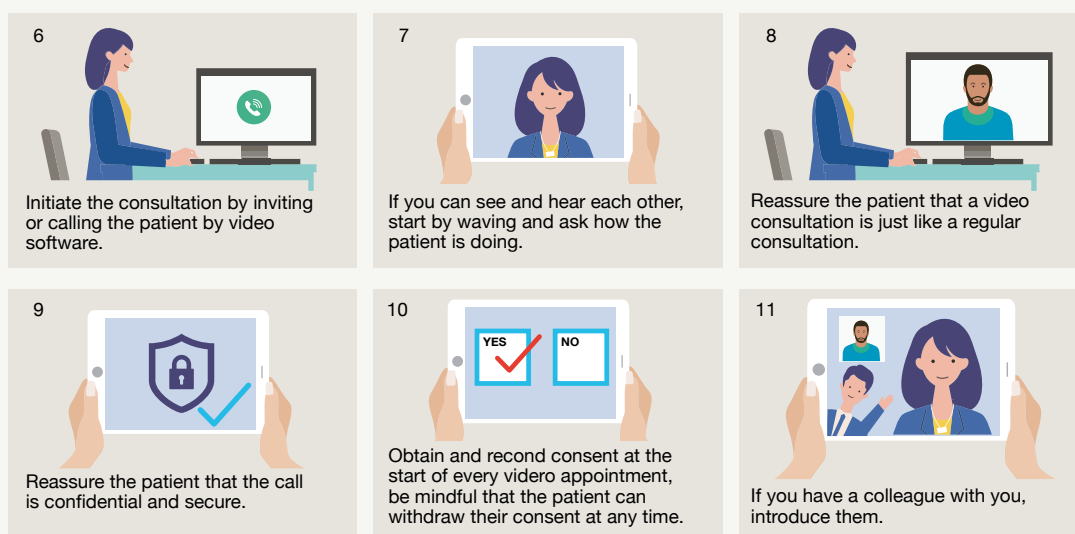 6
Initiate the consultation by inviting
or calling the patient by video
software.
7
If you can see and hear each other,
start by waving and ask how the
patient is doing.
8
Reassure the patient that a video
consultation is just like a regular
consultation.
9
Reassure the patient that the call
is confidential and secure.
10
YES
NO
Obtain and recond consent at the
start of every videro appointment,
be mindful that the patient can
withdraw their consent at any time.
11
If you have a colleague with you,
introduce them.